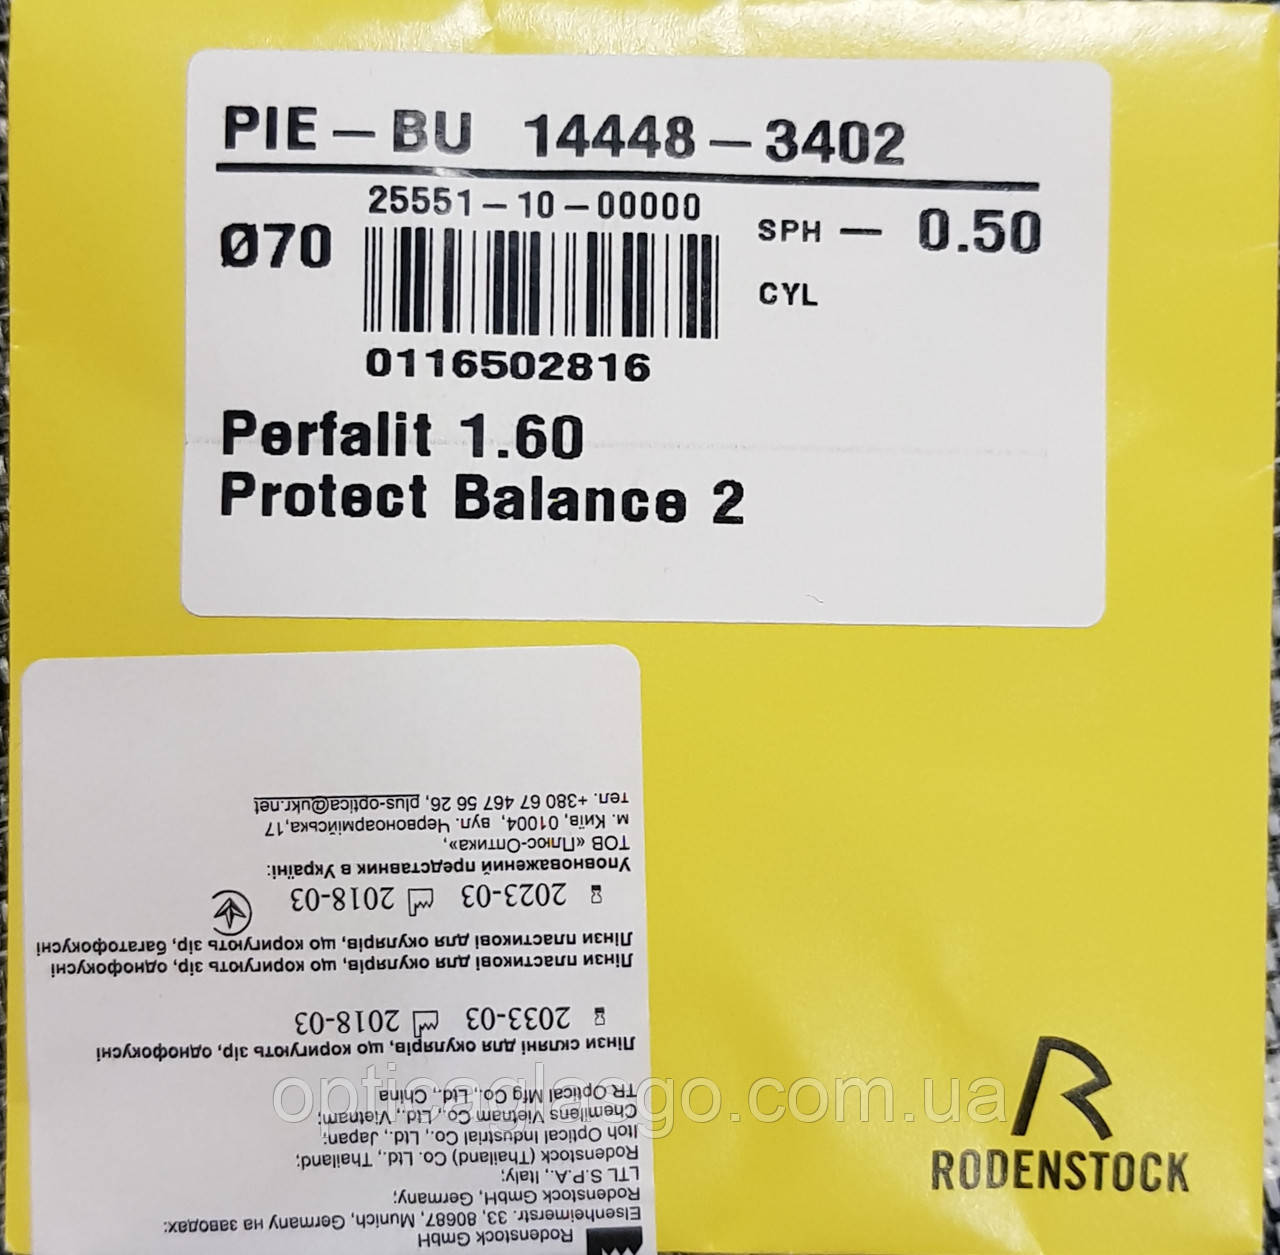 PIE – BU 14448 – 3402
25551 – 10 – 00000
Ø70
SPH — 0.50
CYL
0116502816
Perfalit 1.60
Protect Balance 2
Rodenstock GmbH
Elsenheimerstr. 33, 80687, Munich, Germany на заводах:
Rodenstock GmbH, Germany;
LTL S.P.A., Italy;
Rodenstock (Thailand) Co. Ltd., Thailand;
Itoh Optical Industrial Co., Ltd., Japan;
Chemilens Vietnam Co., Ltd., Vietnam;
TR.Optical Mfg Co., Ltd., China
Лінзи скляні для окулярів, що коригують зір, однофокусні
2033-03 2018-03
Лінзи пластикові для окулярів, що коригують зір, однофокусні
Лінзи пластикові для окулярів, що коригують зір, багатофокусні
2023-03 2018-03
Уповноважений представник в Україні:
ТОВ «Плюс-Оптика»,
м. Київ, 01004, вул. Червоноармійська,17
тел. +380 67 467 56 26, plus-optica@ukr.net
opticaglasgo.com.ua
RODENSTOCK